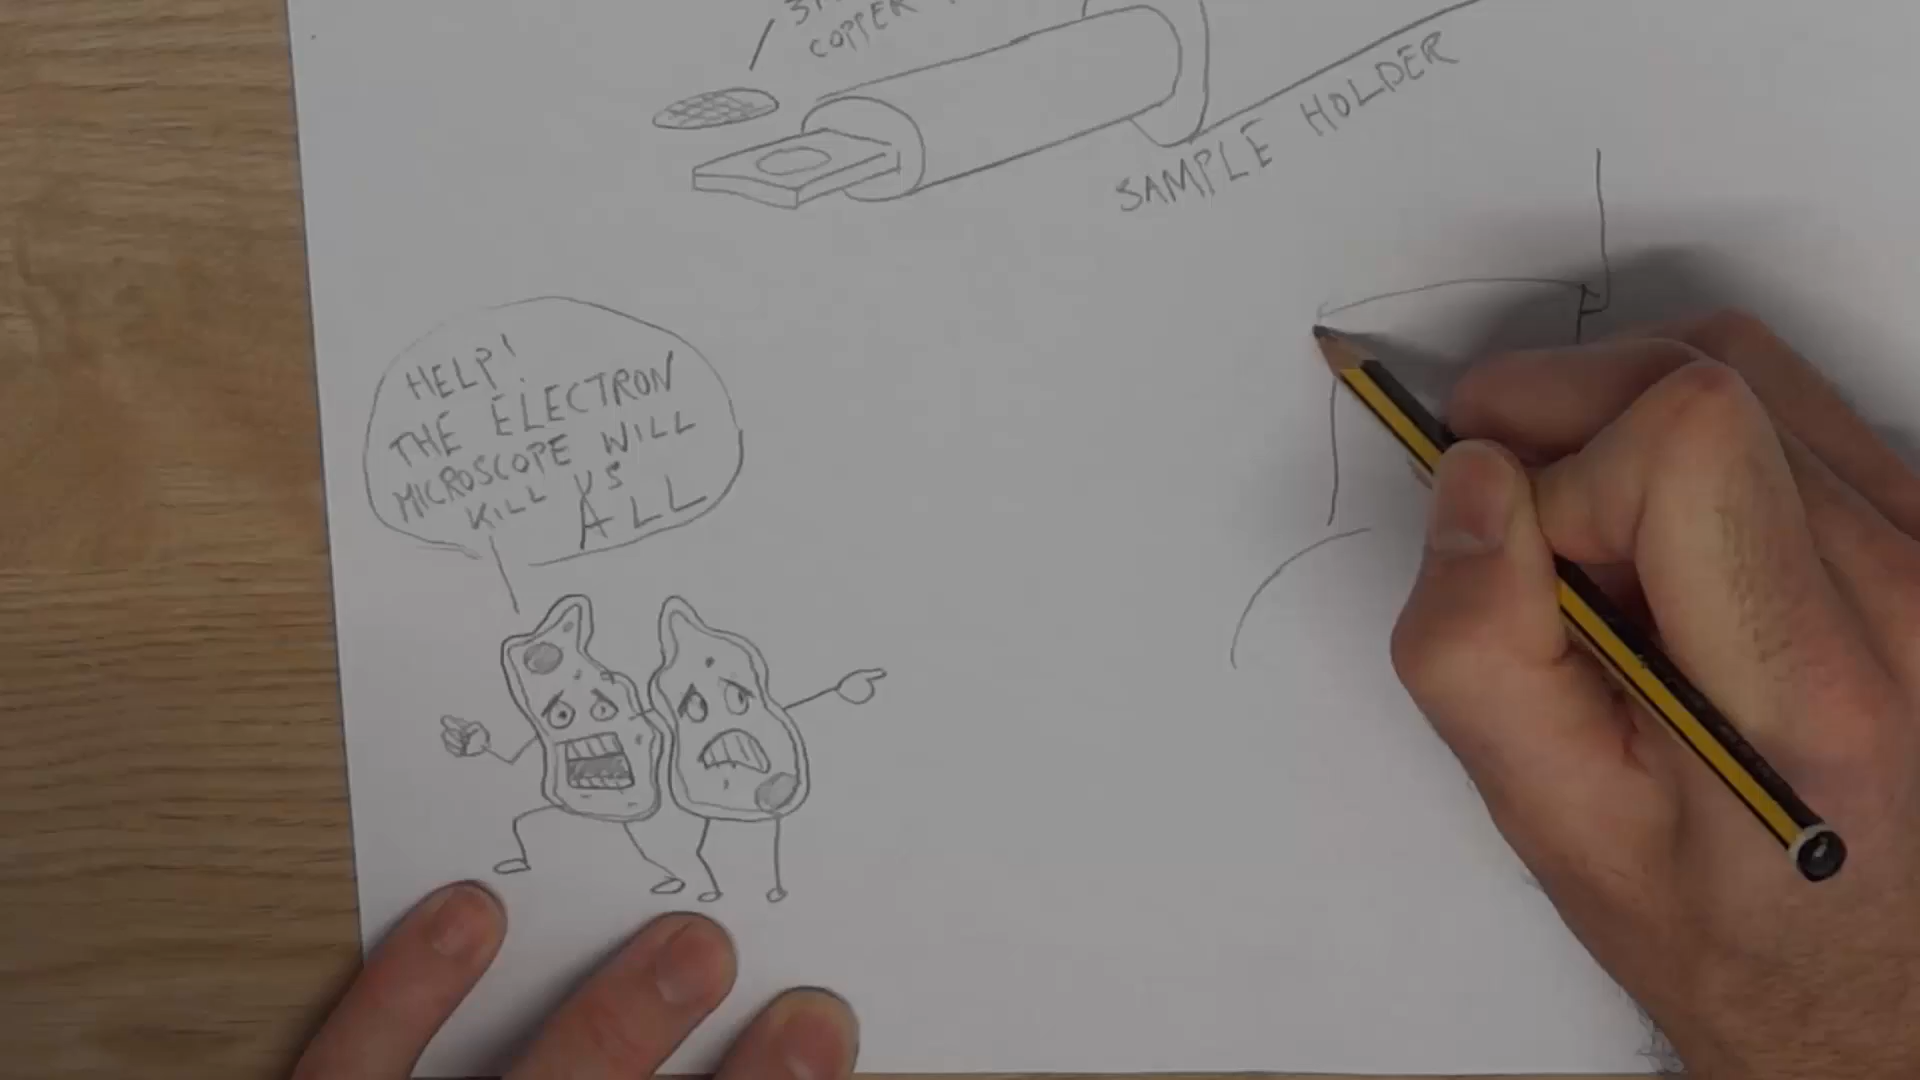 COPPER
SAMPLE HOLDER
HELP!
THE ELECTRON
MICROSCOPE WILL
KILL US
ALL